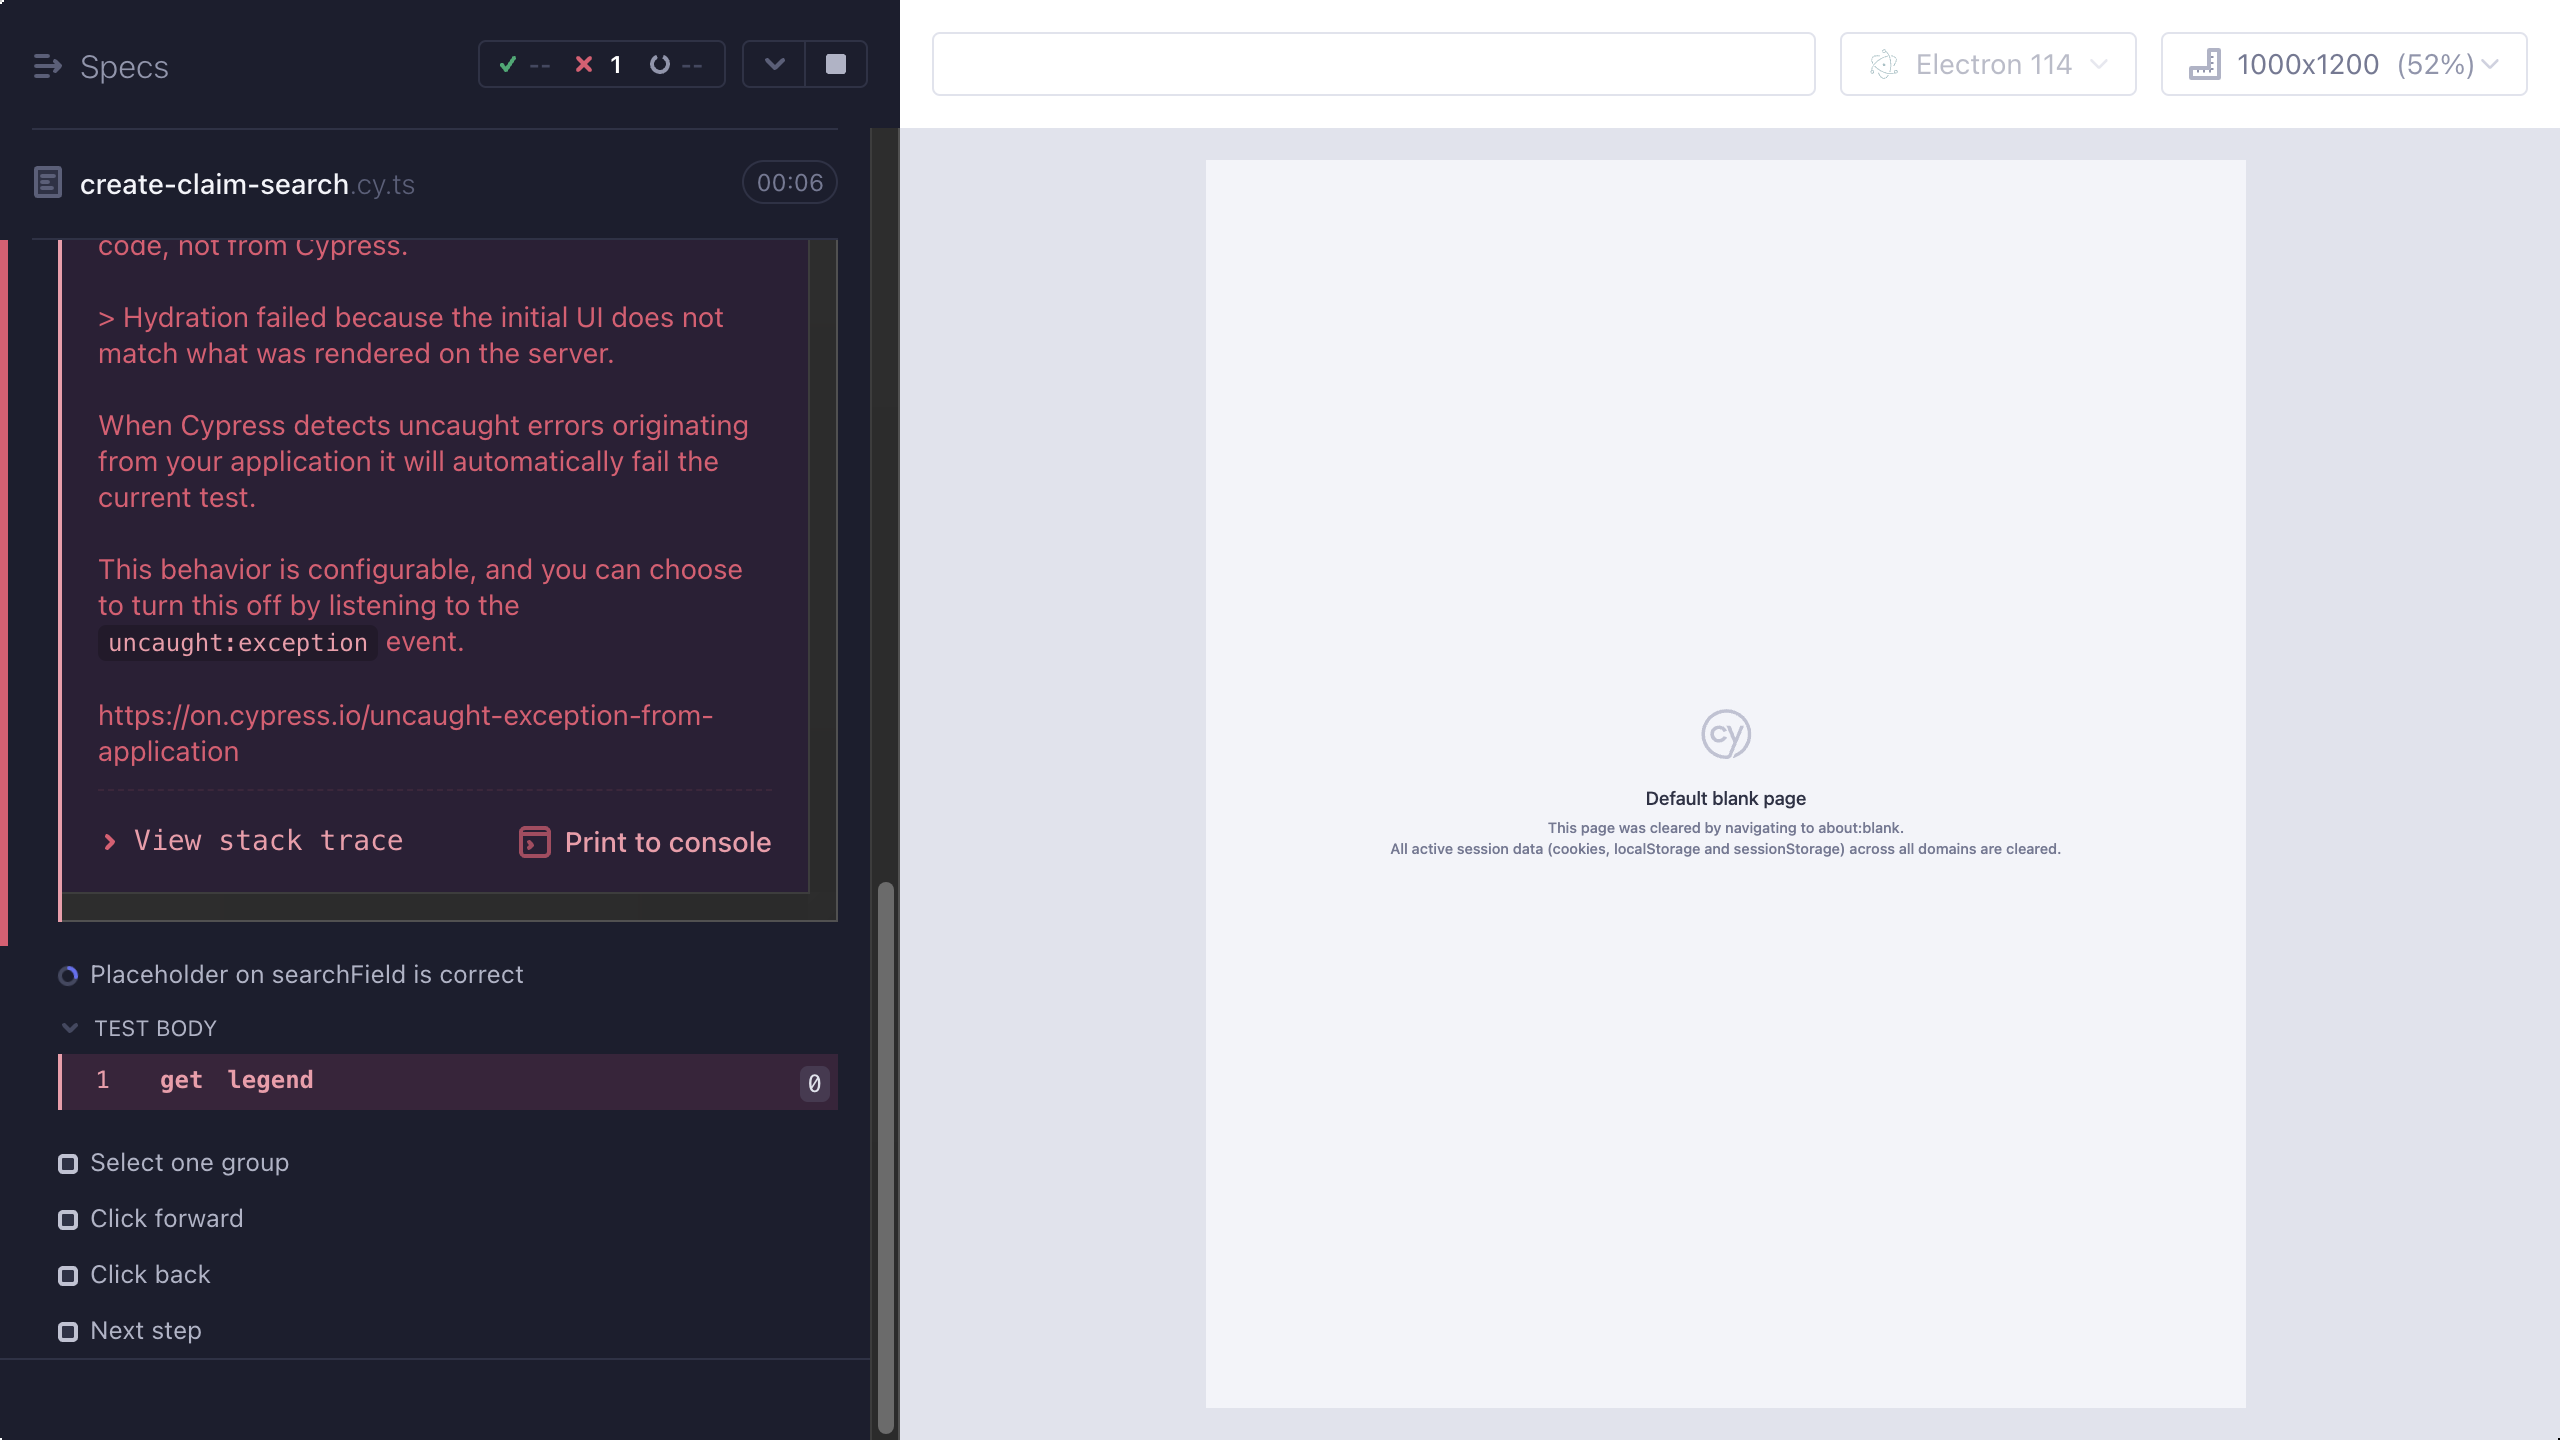 Specs
-- 1 --
create-claim-search.cy.ts 00:06
code, not from Cypress.
> Hydration failed because the initial UI does not
match what was rendered on the server.
When Cypress detects uncaught errors originating
from your application it will automatically fail the
current test.
This behavior is configurable, and you can choose
to turn this off by listening to the
uncaught:exception event.
https://on.cypress.io/uncaught-exception-from-
application
View stack trace
Print to console
Placeholder on searchField is correct
TEST BODY
1 get legend 0
Select one group
Click forward
Click back
Next step
Electron 114
1000x1200 (52%)
cy
Default blank page
This page was cleared by navigating to about:blank.
All active session data (cookies, localStorage and sessionStorage) across all domains are cleared.